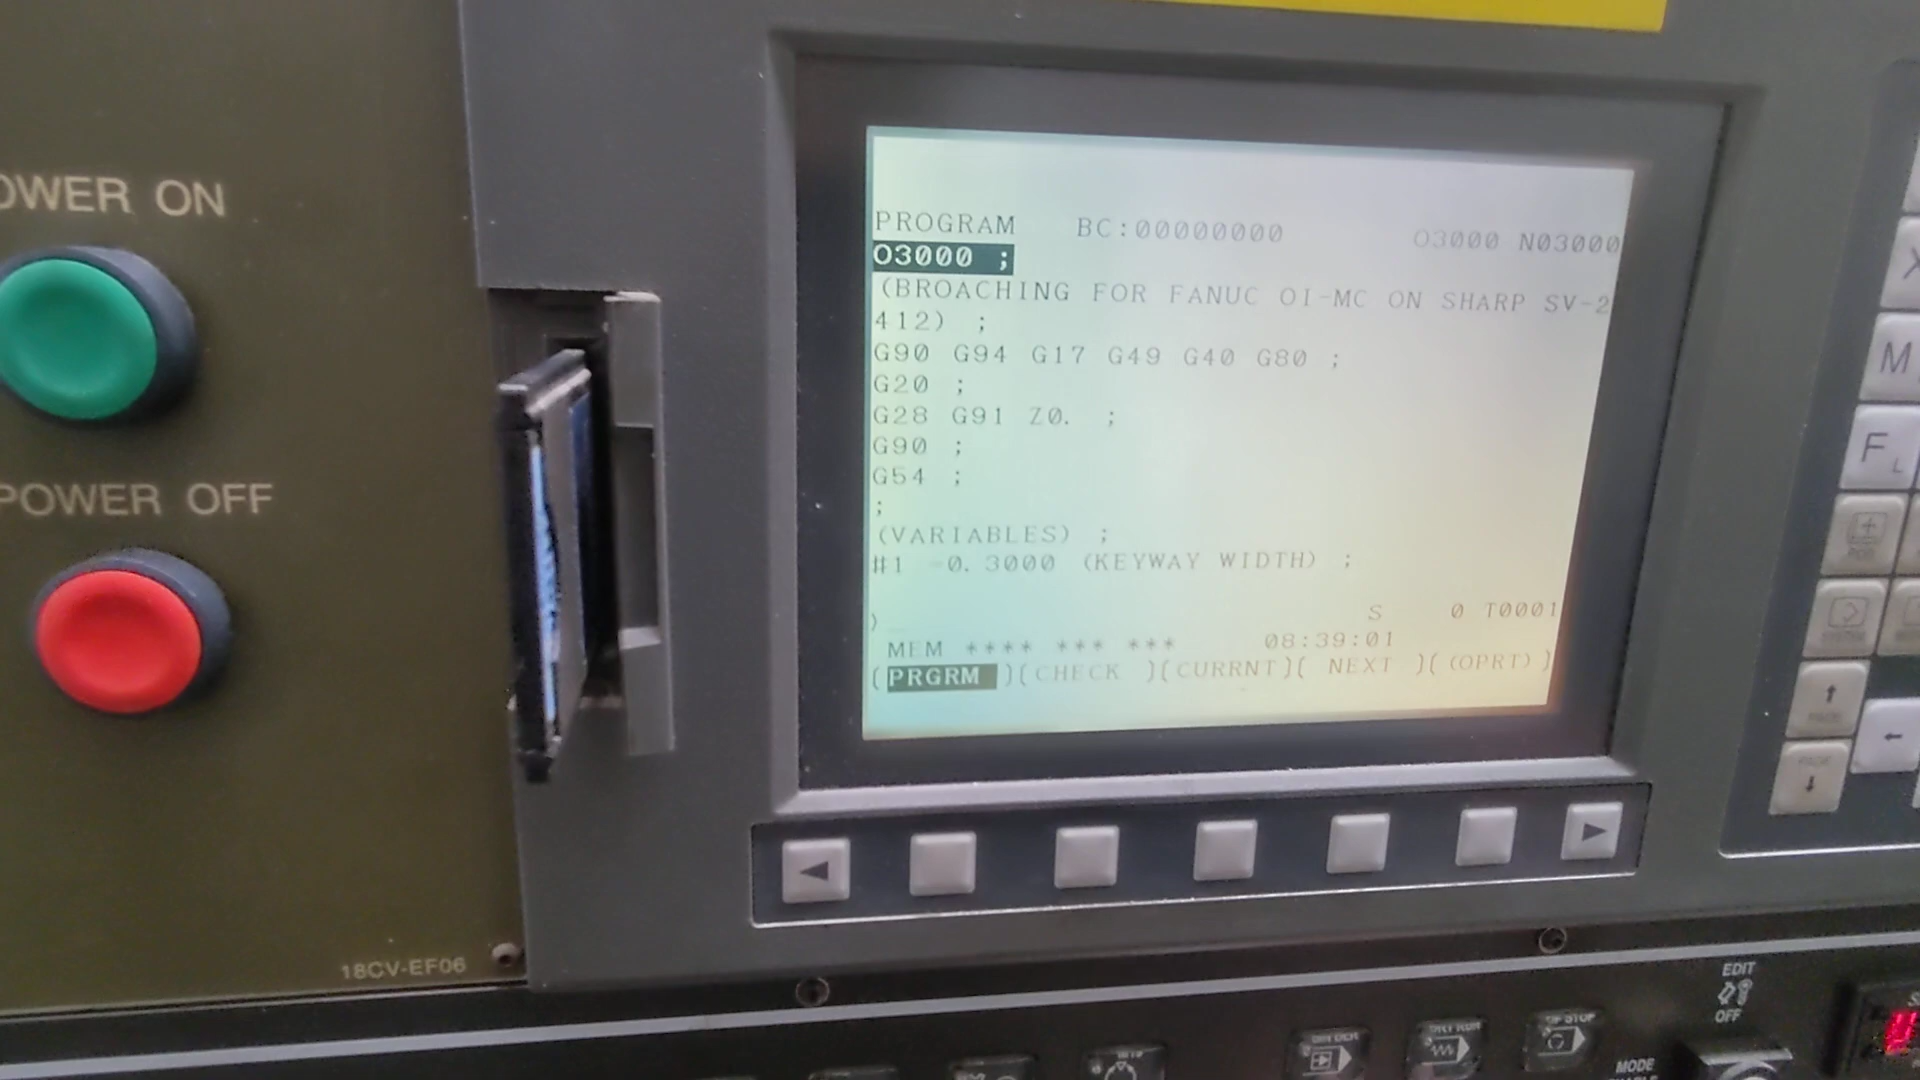 POWER ON
POWER OFF
18CV-EF06
PROGRAM BC:00000000 O3000 N03000
O3000 ;
(BROACHING FOR FANUC OI-MC ON SHARP SV-2
412) ;
G90 G94 G17 G49 G40 G80 ;
G20 ;
G28 G91 Z0. ;
G90 ;
G54 ;
;
(VARIABLES) ;
#1 =0.3000 (KEYWAY WIDTH) ;
S 0 T0001
)
MEM **** *** *** 08:39:01
[PRGRM ][CHECK ][CURRNT][ NEXT ][(OPRT)]
X
M
F L
PAGE
PAGE
EDIT
OFF
MODE